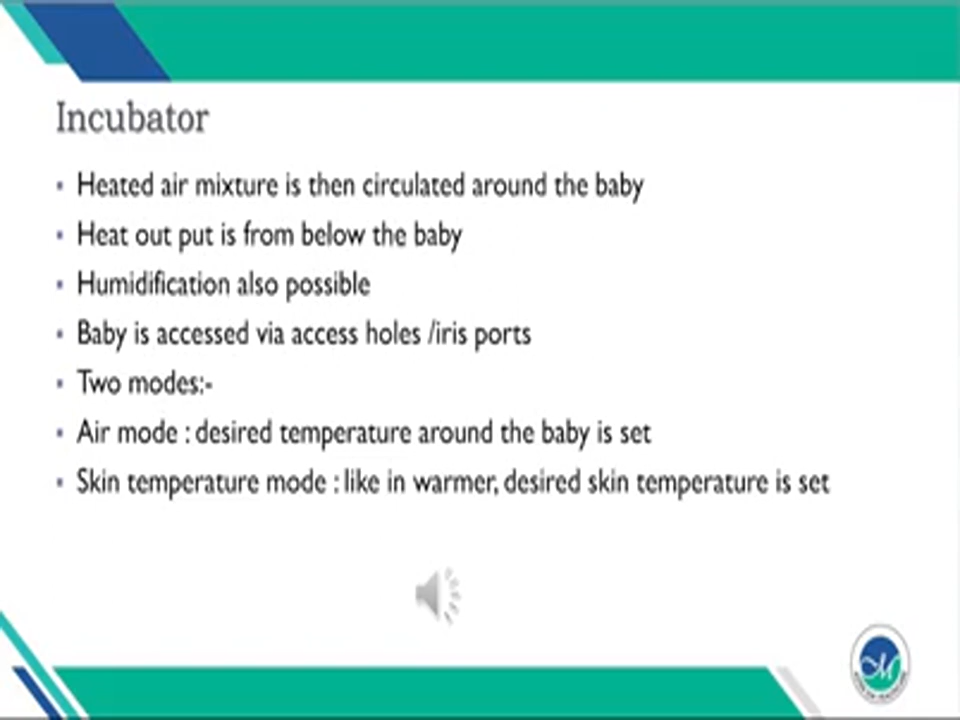 Incubator
Heated air mixture is then circulated around the baby
Heat out put is from below the baby
Humidification also possible
Baby is accessed via access holes /iris ports
Two modes:-
Air mode : desired temperature around the baby is set
Skin temperature mode : like in warmer, desired skin temperature is set
M